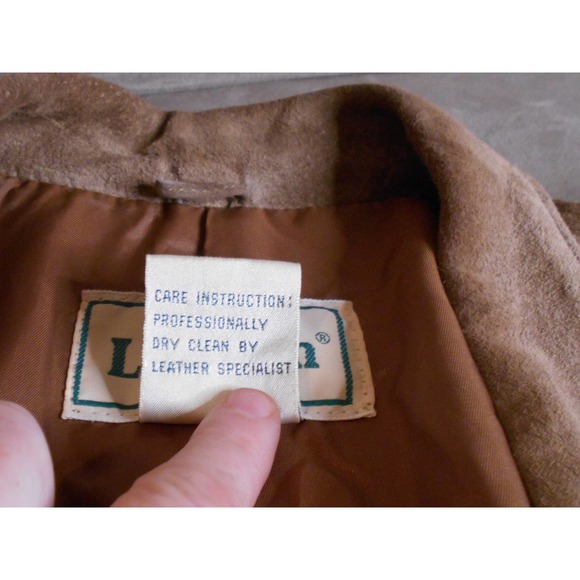 CARE INSTRUCTION:
PROFESSIONALLY
DRY CLEAN BY
LEATHER SPECIALIST
®